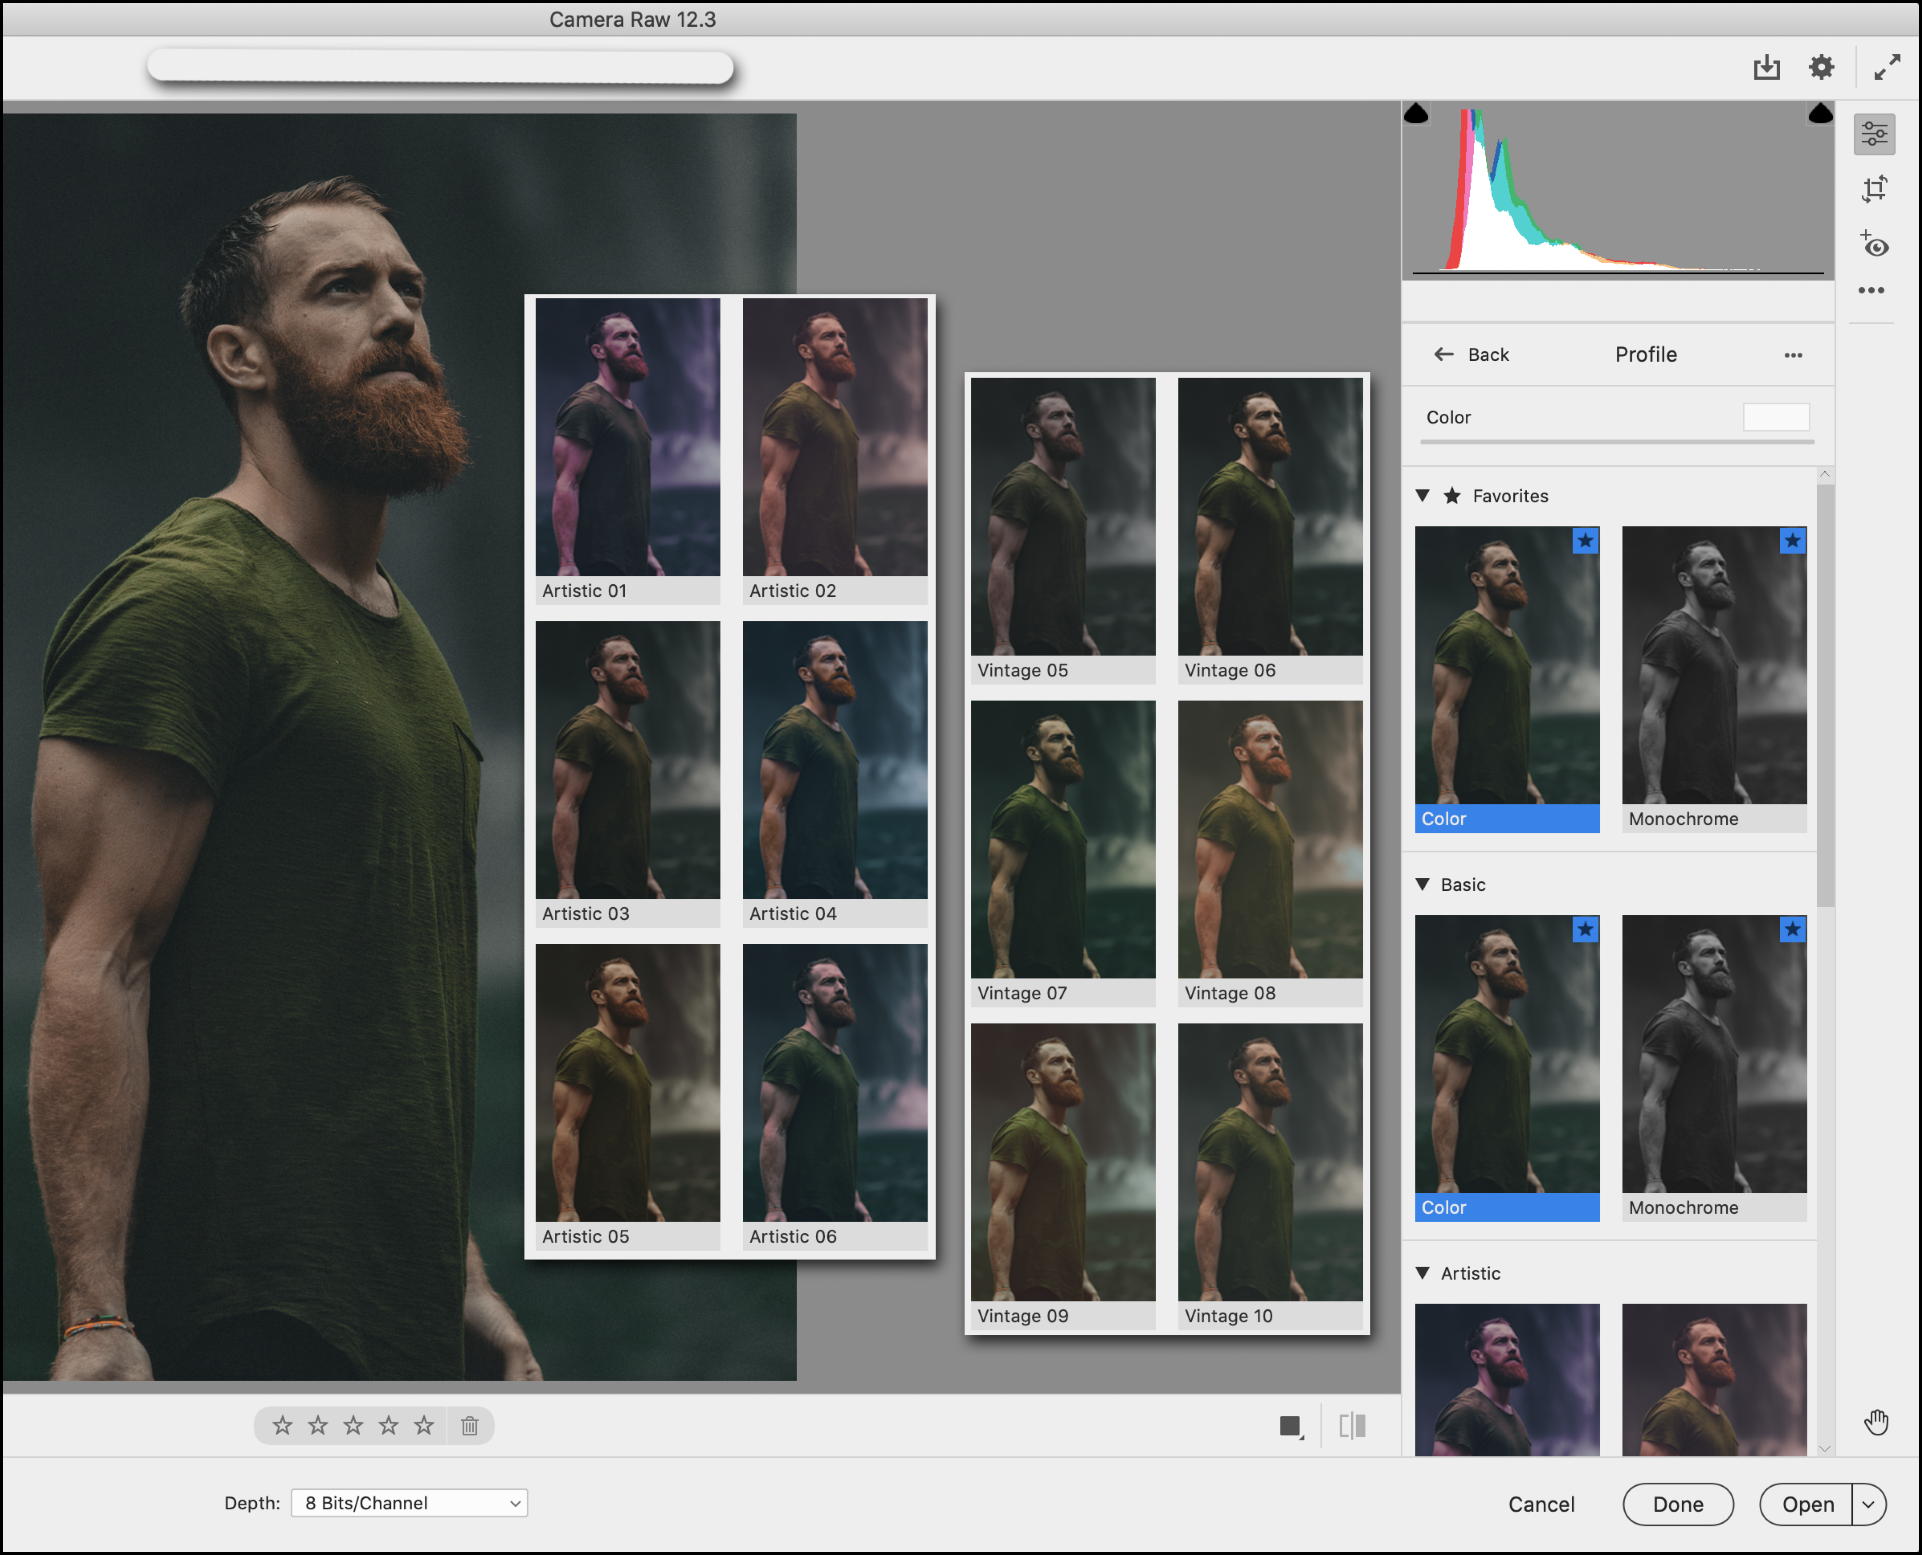 Camera Raw 12.3
Back
Profile
Color
Favorites
Color
Monochrome
Basic
Color
Monochrome
Artistic
Artistic 01
Artistic 02
Artistic 03
Artistic 04
Artistic 05
Artistic 06
Vintage 05
Vintage 06
Vintage 07
Vintage 08
Vintage 09
Vintage 10
Depth: 8 Bits/Channel
Cancel
Done
Open